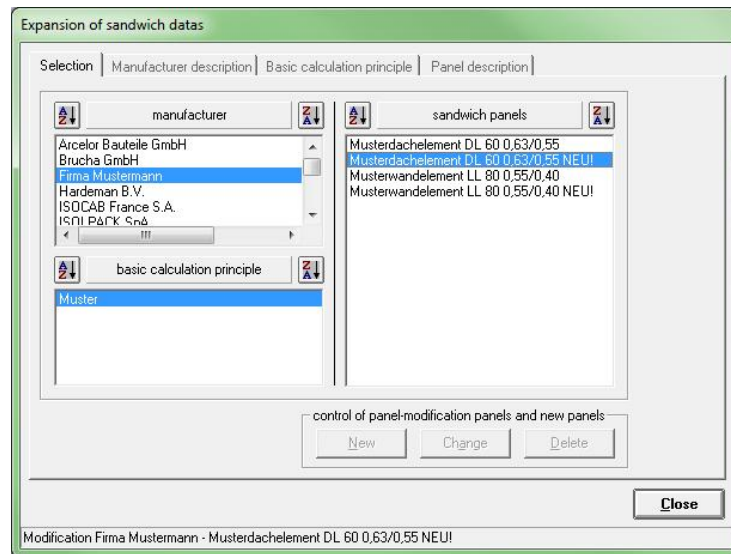 Expansion of sandwich datas
Selection
Manufacturer description
Basic calculation principle
Panel description
manufacturer
Arcelor Bauteile GmbH
Brucha GmbH
Firma Mustermann
Hardeman B.V.
ISOCAB France S.A.
ISOLPACK SpA
basic calculation principle
Muster
sandwich panels
Musterdachelement DL 60 0,63/0,55
Musterdachelement DL 60 0,63/0,55 NEU!
Musterwandelement LL 80 0,55/0,40
Musterwandelement LL 80 0,55/0,40 NEU!
control of panel-modification panels and new panels
New
Change
Delete
Close
Modification Firma Mustermann - Musterdachelement DL 60 0,63/0,55 NEU!